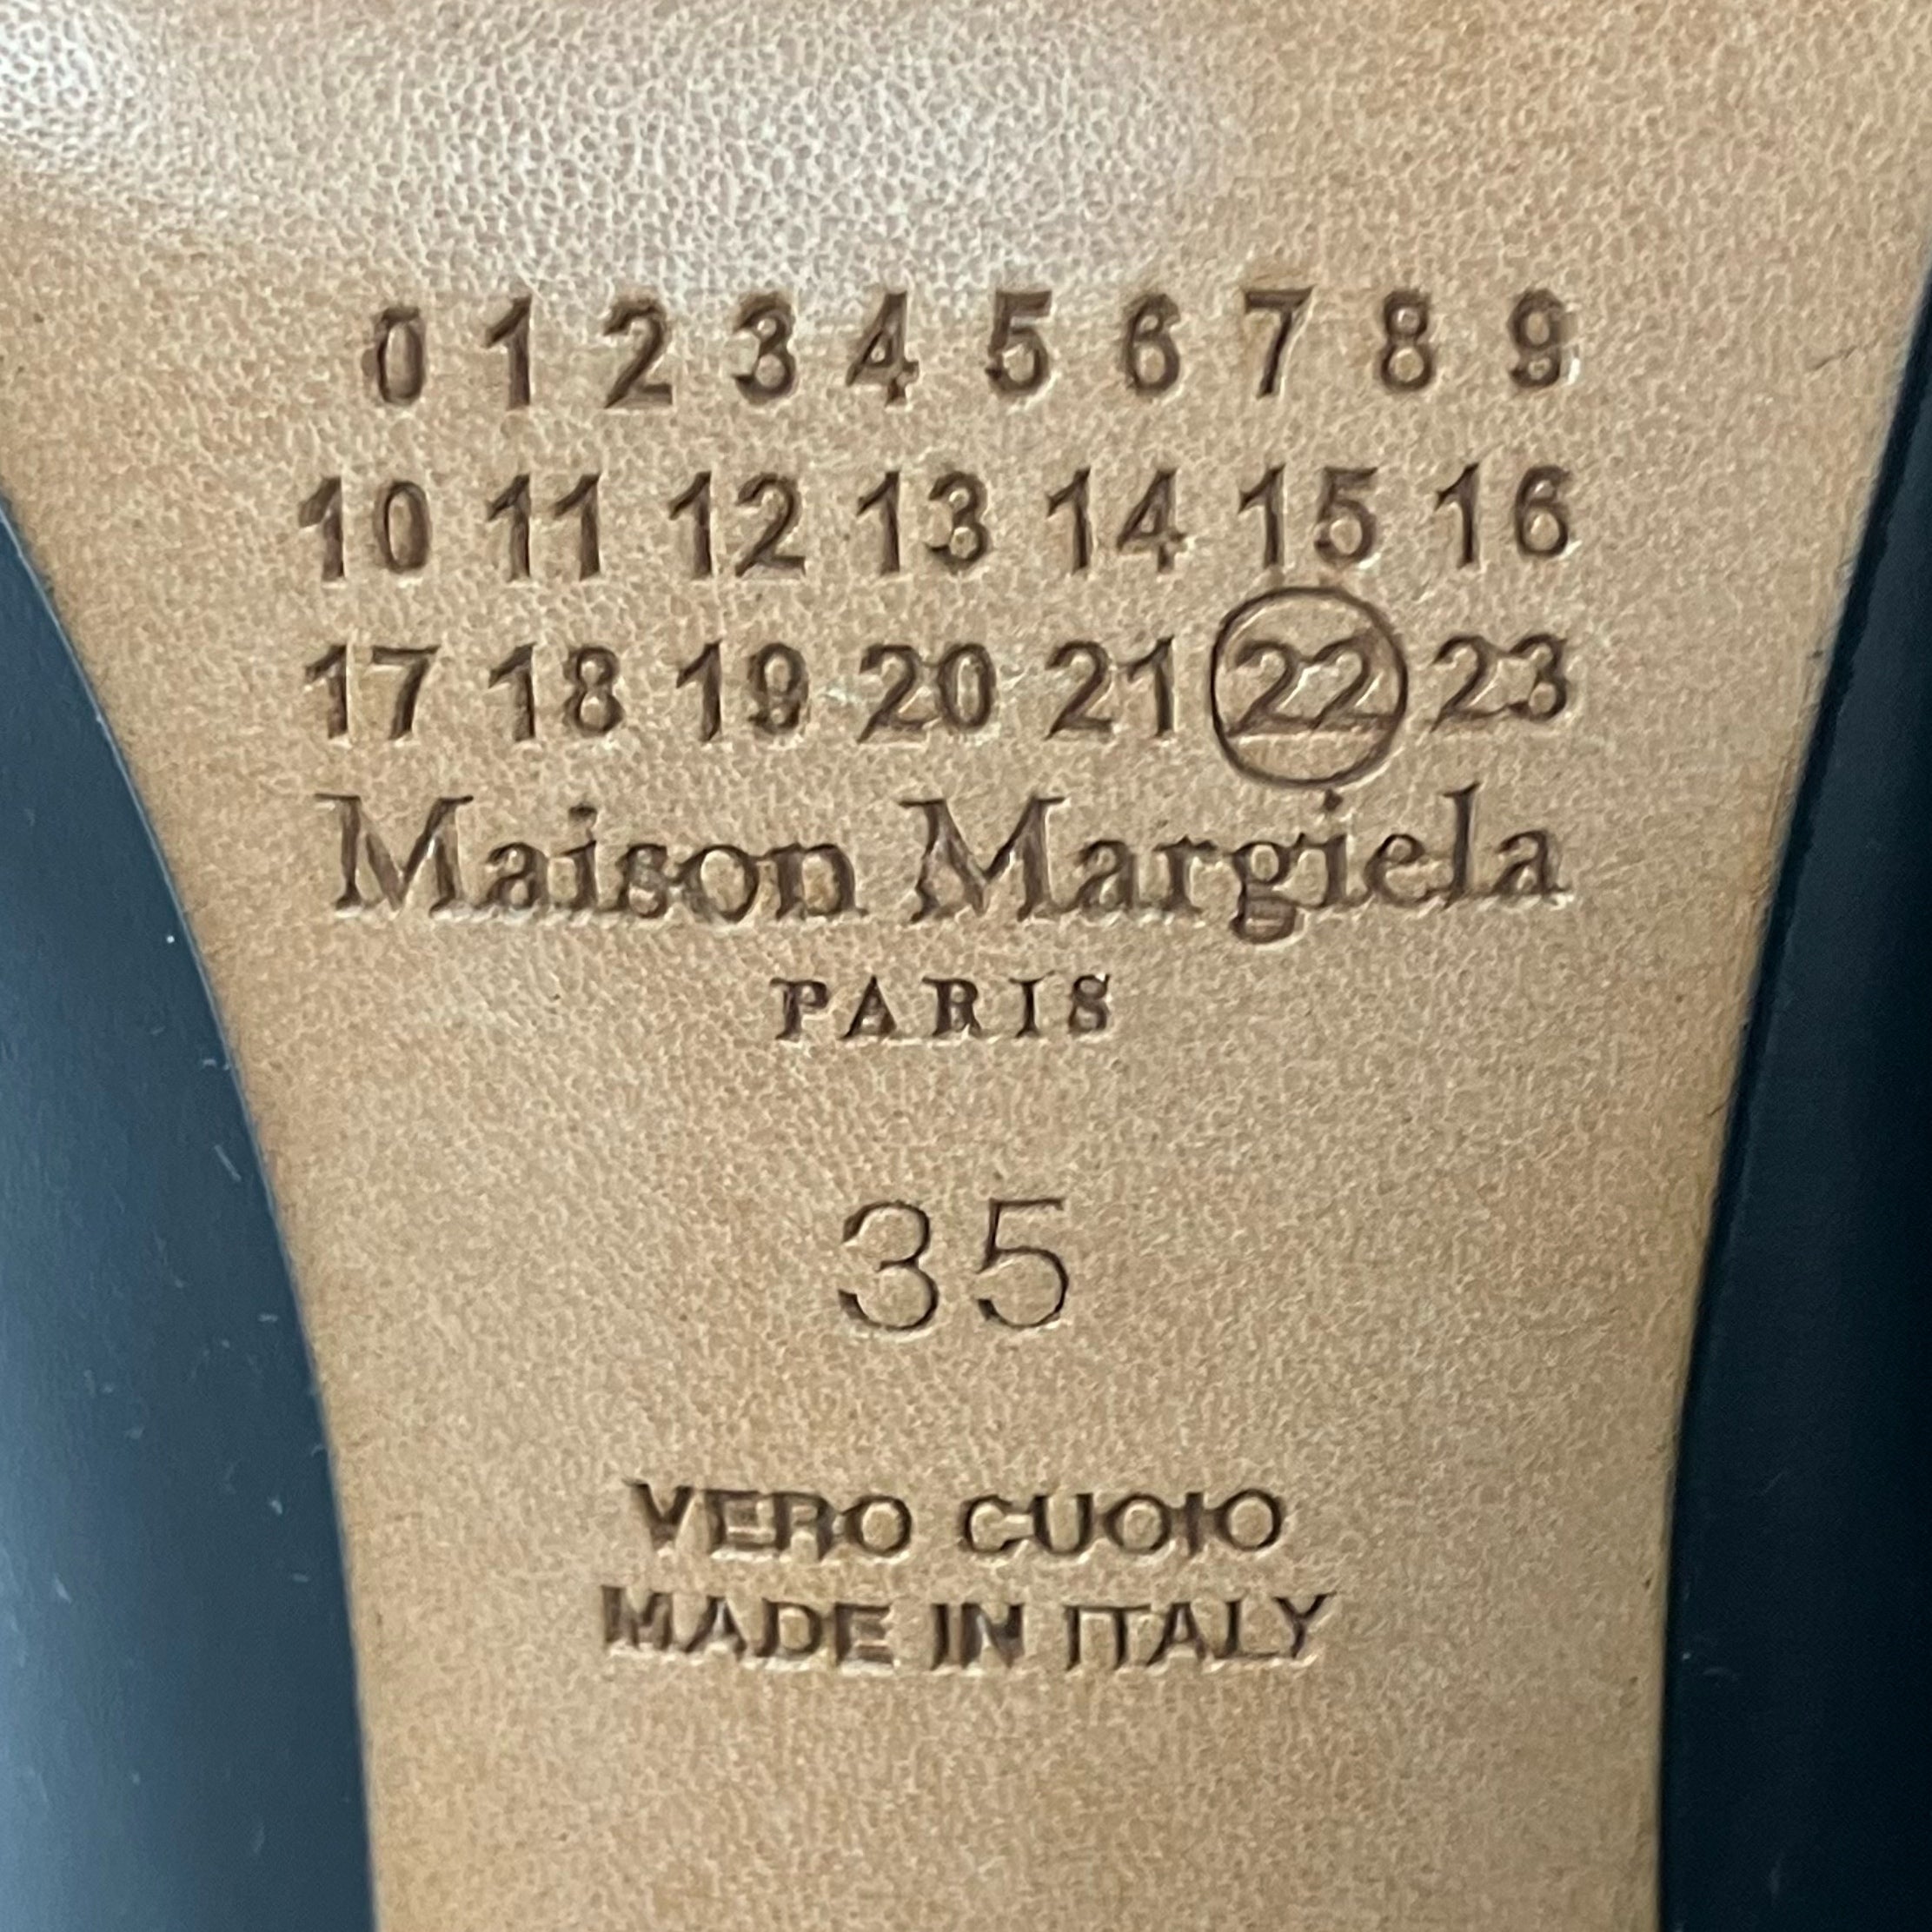 0 1 2 3 4 5 6 7 8 9
10 11 12 13 14 15 16
17 18 19 20 21 22 23
Maison Margiela
PARIS
35
VERO CUOIO
MADE IN ITALY